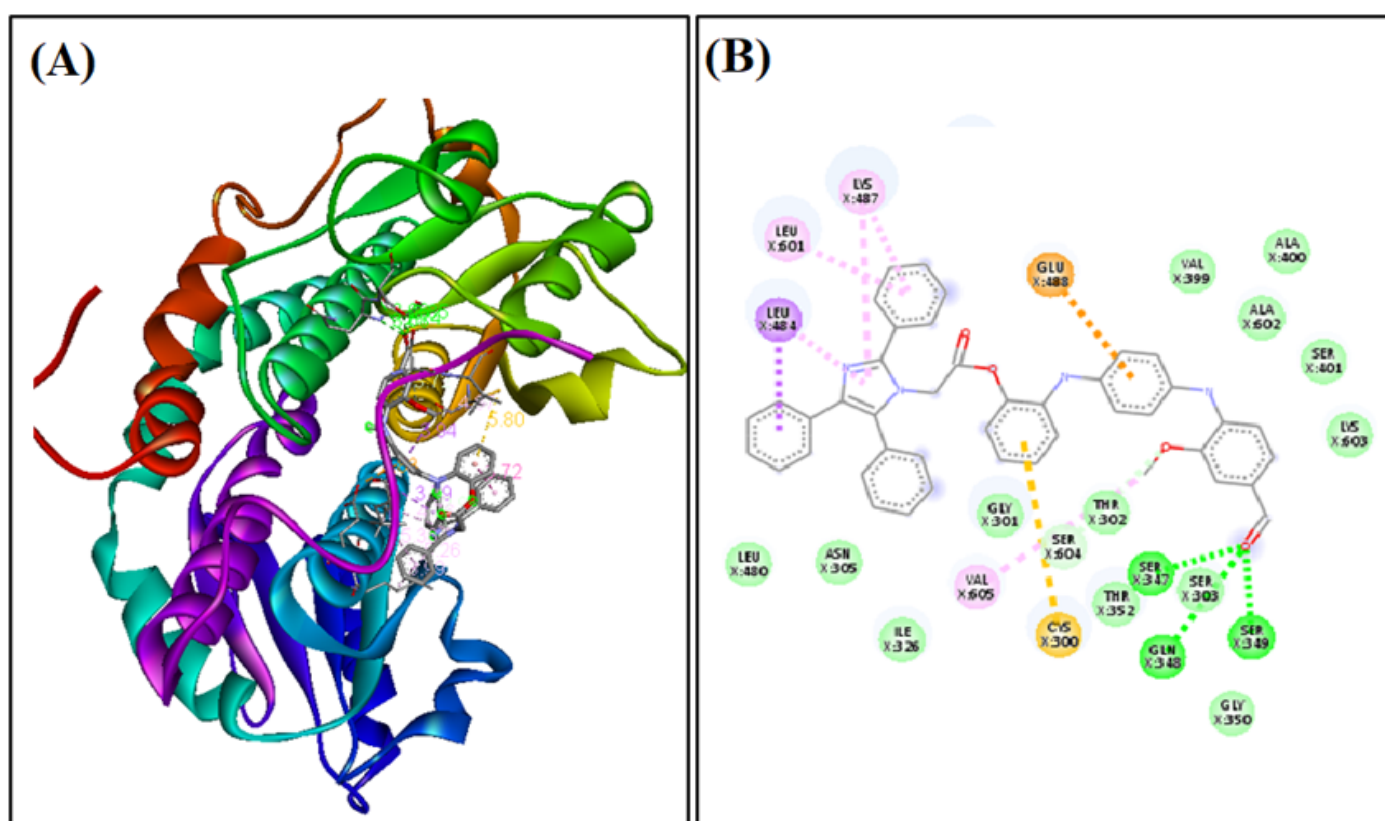 (A)
(B)
LYS
X:487
LEU
X:601
LEU
X:484
GLU
X:488
VAL
X:399
ALA
X:400
ALA
X:602
SER
X:401
LYS
X:603
GLY
X:301
THR
X:302
SER
X:604
LEU
X:480
ASN
X:305
VAL
X:605
SER
X:347
SER
X:303
THR
X:352
ILE
X:326
CYS
X:300
GLN
X:348
SER
X:349
GLY
X:350
5.80